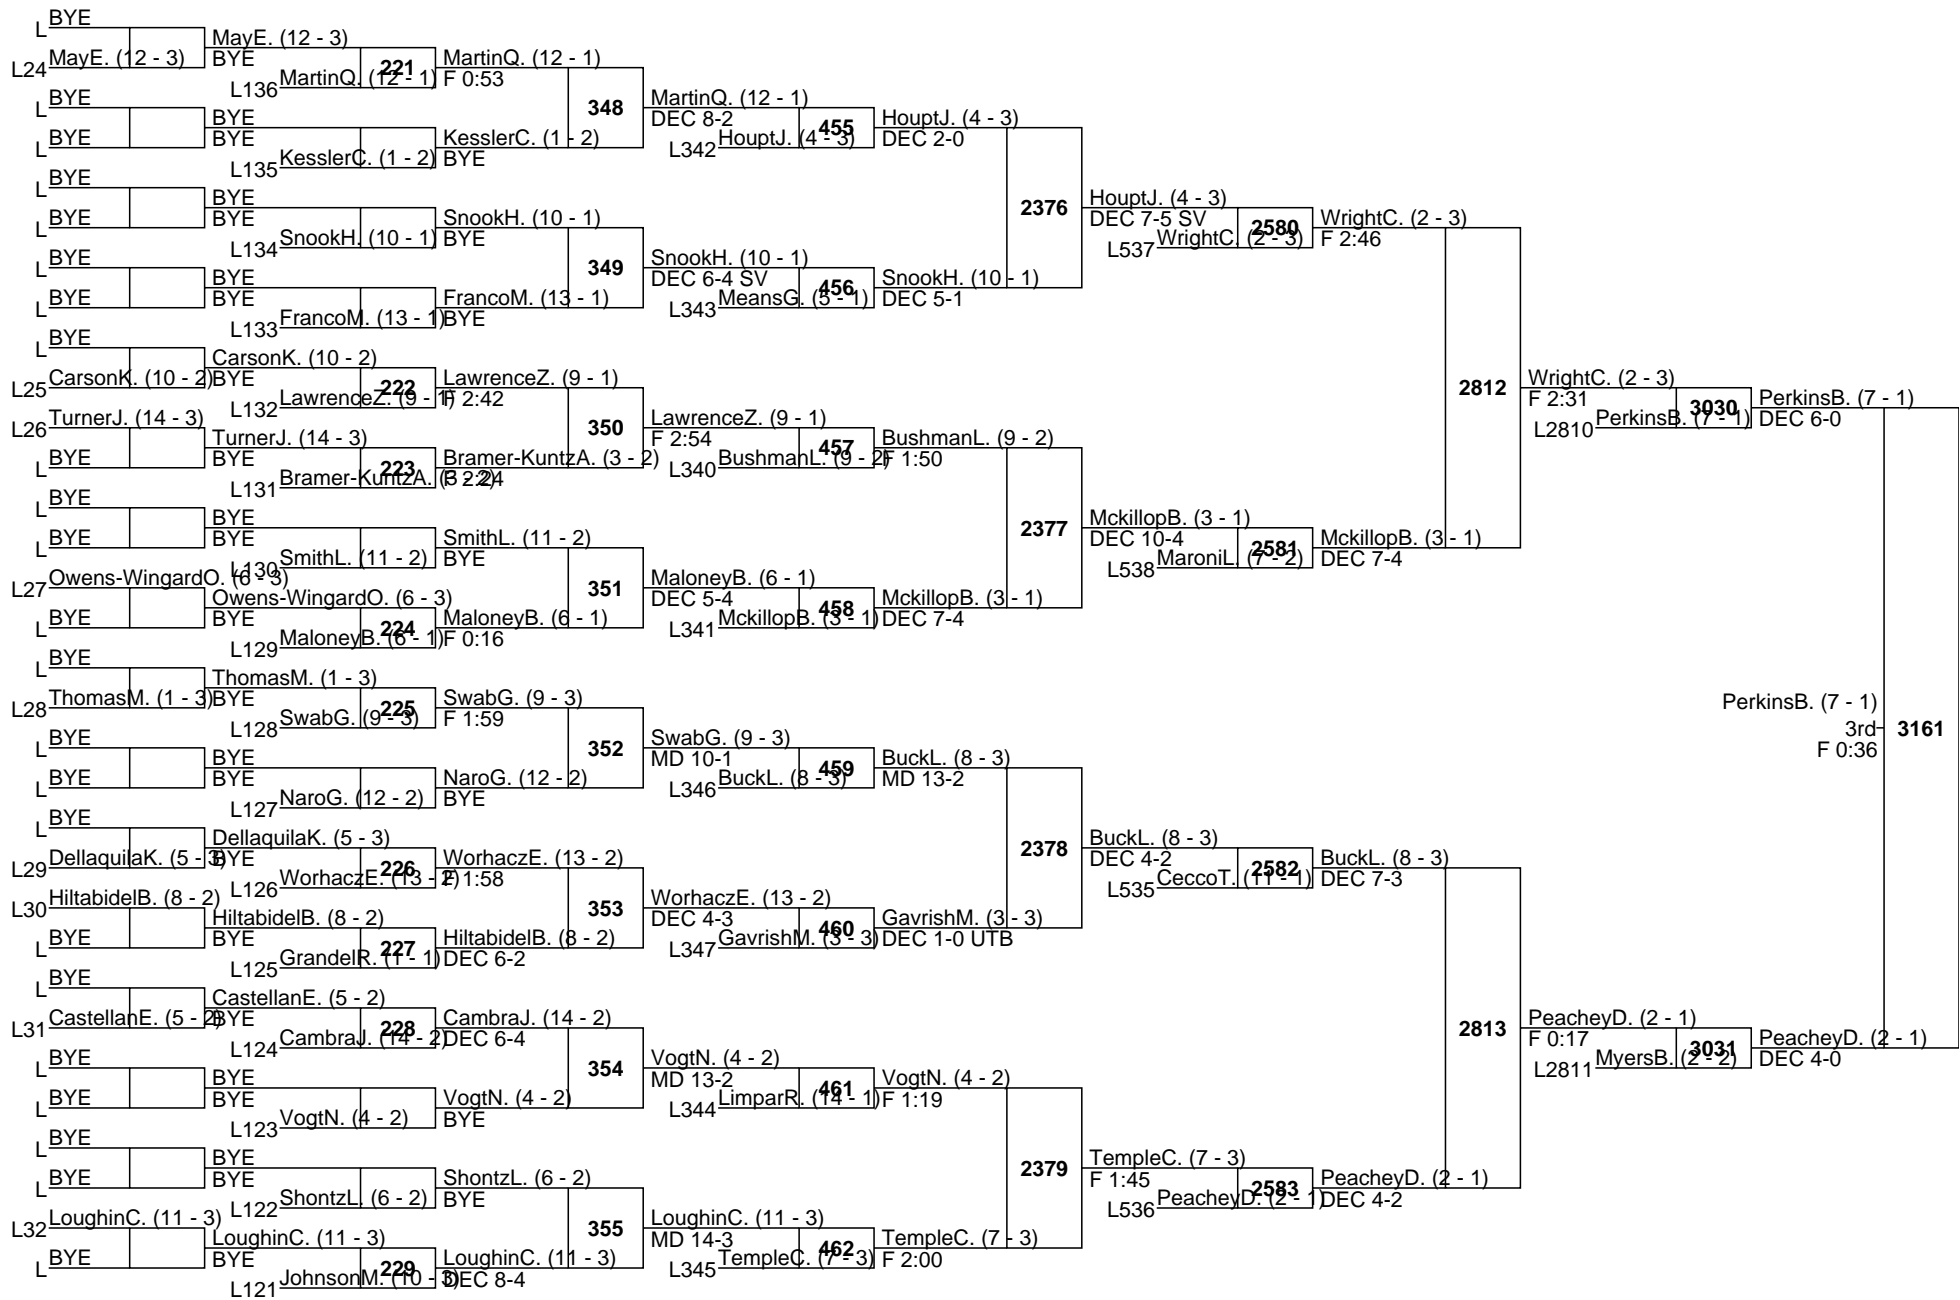 BYE
L
MayE. (12 - 3)
L24 MayE. (12 - 3)
BYE
221
MartinQ. (12 - 1)
L136 MartinQ. (12 - 1)
F 0:53
BYE
L
348
MartinQ. (12 - 1)
DEC 8-2
BYE
BYE
L
BYE
KesslerC. (1 - 2)
L135 KesslerC. (1 - 2)
BYE
455
L342 HouptJ. (4 - 3)
HouptJ. (4 - 3)
DEC 2-0
BYE
L
BYE
BYE
L
BYE
SnookH. (10 - 1)
L134 SnookH. (10 - 1)
BYE
2376
HouptJ. (4 - 3)
DEC 7-5 SV
2580
L537 WrightC. (2 - 3)
WrightC. (2 - 3)
F 2:46
BYE
L
349
SnookH. (10 - 1)
DEC 6-4 SV
BYE
BYE
L
BYE
FrancoM. (13 - 1)
L133 FrancoM. (13 - 1)
BYE
456
L343 MeansG. (5 - 1)
SnookH. (10 - 1)
DEC 5-1
BYE
L
CarsonK. (10 - 2)
L25 CarsonK. (10 - 2)
BYE
222
LawrenceZ. (9 - 1)
L132 LawrenceZ. (9 - 1)
F 2:42
2812
WrightC. (2 - 3)
F 2:31
3030
L2810 PerkinsB. (7 - 1)
PerkinsB. (7 - 1)
DEC 6-0
L26 TurnerJ. (14 - 3)
350
LawrenceZ. (9 - 1)
F 2:54
TurnerJ. (14 - 3)
BYE
L
BYE
223
Bramer-KuntzA. (3 - 2)
L131 Bramer-KuntzA. (3 - 2)
F 2:24
457
L340 BushmanL. (9 - 2)
BushmanL. (9 - 2)
F 1:50
BYE
L
BYE
BYE
L
BYE
SmithL. (11 - 2)
L130 SmithL. (11 - 2)
BYE
2377
MckillopB. (3 - 1)
DEC 10-4
2581
L538 MaroniL. (7 - 2)
MckillopB. (3 - 1)
DEC 7-4
L27 Owens-WingardO. (6 - 3)
351
MaloneyB. (6 - 1)
DEC 5-4
Owens-WingardO. (6 - 3)
BYE
L
BYE
224
MaloneyB. (6 - 1)
L129 MaloneyB. (6 - 1)
F 0:16
458
L341 MckillopB. (3 - 1)
MckillopB. (3 - 1)
DEC 7-4
BYE
L
ThomasM. (1 - 3)
L28 ThomasM. (1 - 3)
BYE
225
SwabG. (9 - 3)
L128 SwabG. (9 - 3)
F 1:59
PerkinsB. (7 - 1)
3rd
F 0:36
3161
BYE
L
352
SwabG. (9 - 3)
MD 10-1
BYE
BYE
L
BYE
NaroG. (12 - 2)
L127 NaroG. (12 - 2)
BYE
459
L346 BuckL. (8 - 3)
BuckL. (8 - 3)
MD 13-2
BYE
L
DellaquilaK. (5 - 3)
L29 DellaquilaK. (5 - 3)
BYE
226
WorhaczE. (13 - 2)
L126 WorhaczE. (13 - 2)
F 1:58
2378
BuckL. (8 - 3)
DEC 4-2
2582
L535 CeccoT. (11 - 1)
BuckL. (8 - 3)
DEC 7-3
L30 HiltabidelB. (8 - 2)
353
WorhaczE. (13 - 2)
DEC 4-3
HiltabidelB. (8 - 2)
BYE
L
BYE
227
HiltabidelB. (8 - 2)
L125 GrandelR. (1 - 1)
DEC 6-2
460
L347 GavrishM. (3 - 3)
GavrishM. (3 - 3)
DEC 1-0 UTB
BYE
L
CastellanE. (5 - 2)
L31 CastellanE. (5 - 2)
BYE
228
CambraJ. (14 - 2)
L124 CambraJ. (14 - 2)
DEC 6-4
2813
PeacheyD. (2 - 1)
F 0:17
3031
L2811 MyersB. (2 - 2)
PeacheyD. (2 - 1)
DEC 4-0
BYE
L
354
VogtN. (4 - 2)
MD 13-2
BYE
BYE
L
BYE
VogtN. (4 - 2)
L123 VogtN. (4 - 2)
BYE
461
L344 LimparR. (14 - 1)
VogtN. (4 - 2)
F 1:19
BYE
L
BYE
BYE
L
BYE
ShontzL. (6 - 2)
L122 ShontzL. (6 - 2)
BYE
2379
TempleC. (7 - 3)
F 1:45
2583
L536 PeacheyD. (2 - 1)
PeacheyD. (2 - 1)
DEC 4-2
L32 LoughinC. (11 - 3)
355
LoughinC. (11 - 3)
MD 14-3
LoughinC. (11 - 3)
BYE
L
BYE
229
LoughinC. (11 - 3)
L121 JohnsonM. (10 - 3)
DEC 8-4
462
L345 TempleC. (7 - 3)
TempleC. (7 - 3)
F 2:00